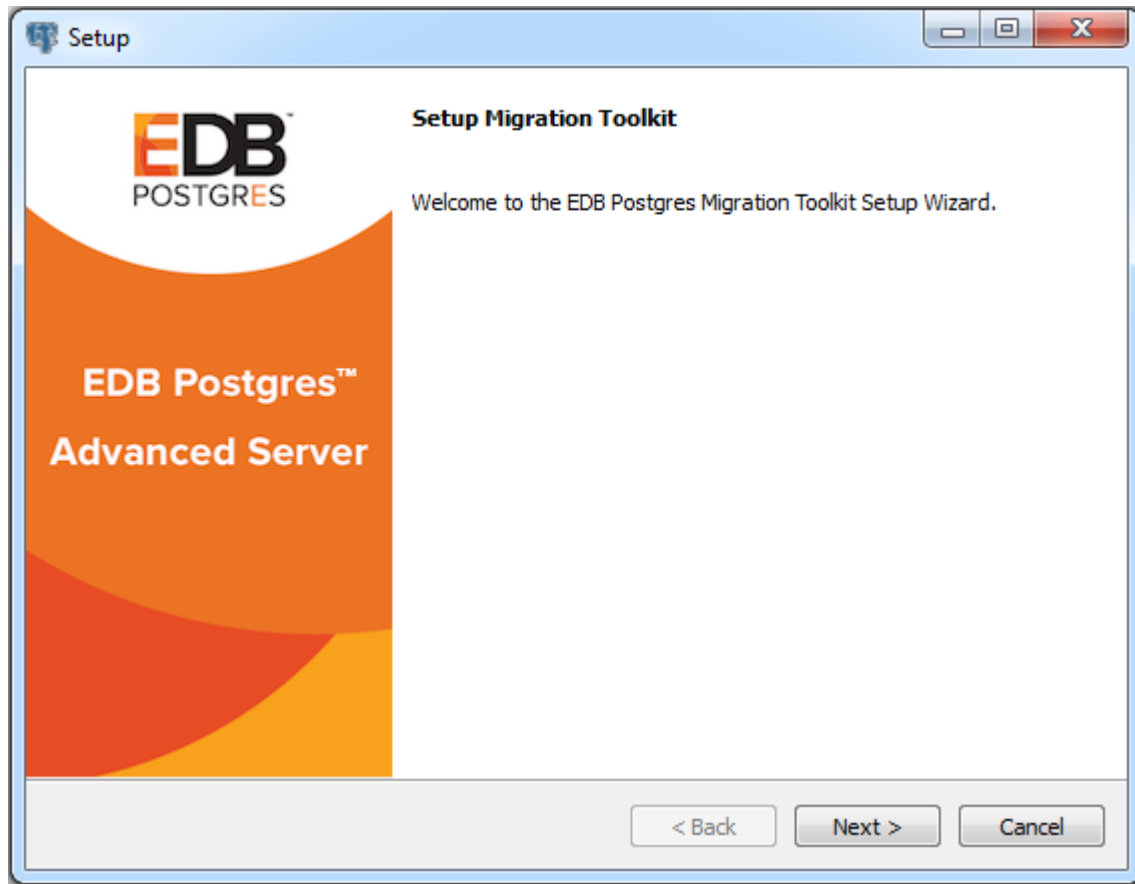 Setup
EDB™
POSTGRES
Setup Migration Toolkit
Welcome to the EDB Postgres Migration Toolkit Setup Wizard.
EDB Postgres™
Advanced Server
< Back
Next >
Cancel